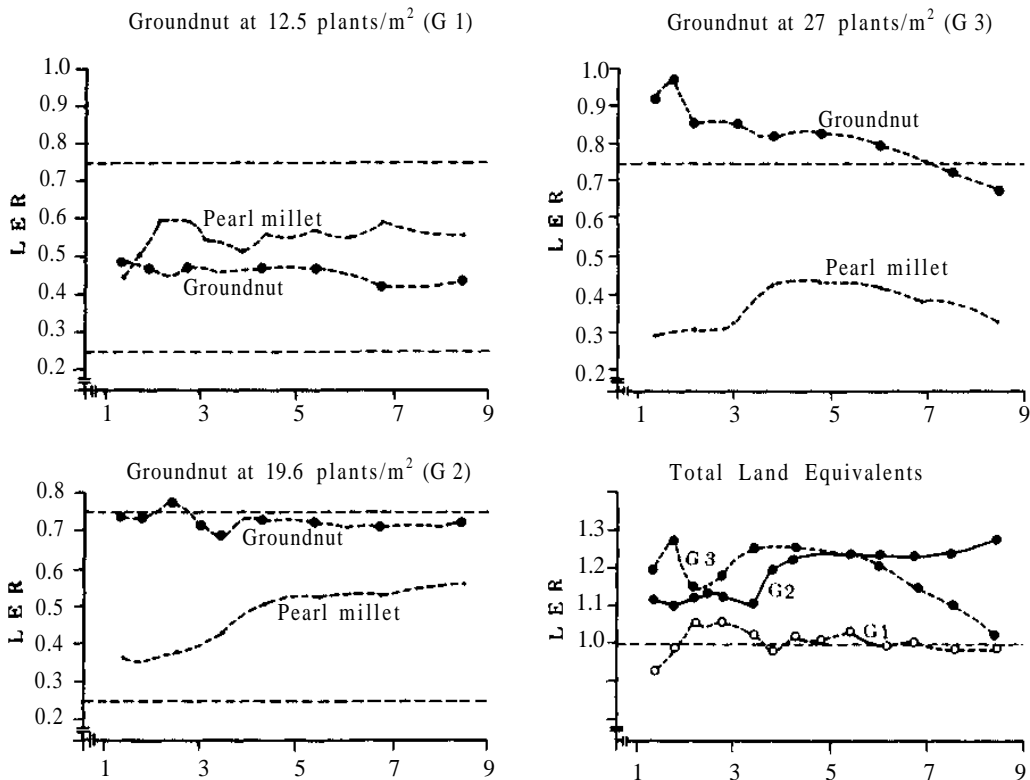 Groundnut at 12.5 plants/m² (G 1)
1.0
0.9
0.8
0.7
0.6
0.5
0.4
0.3
0.2
L E R
Pearl millet
Groundnut
1 3 5 7 9
Groundnut at 27 plants/m² (G 3)
1.0
0.9
0.8
0.7
0.6
0.5
0.4
0.3
0.2
L E R
Groundnut
Pearl millet
1 3 5 7 9
Groundnut at 19.6 plants/m² (G 2)
0.8
0.7
0.6
0.5
0.4
0.3
0.2
L E R
Groundnut
Pearl millet
1 3 5 7 9
Total Land Equivalents
1.3
1.2
1.1
1.0
L E R
G3
G2
G1
1 3 5 7 9